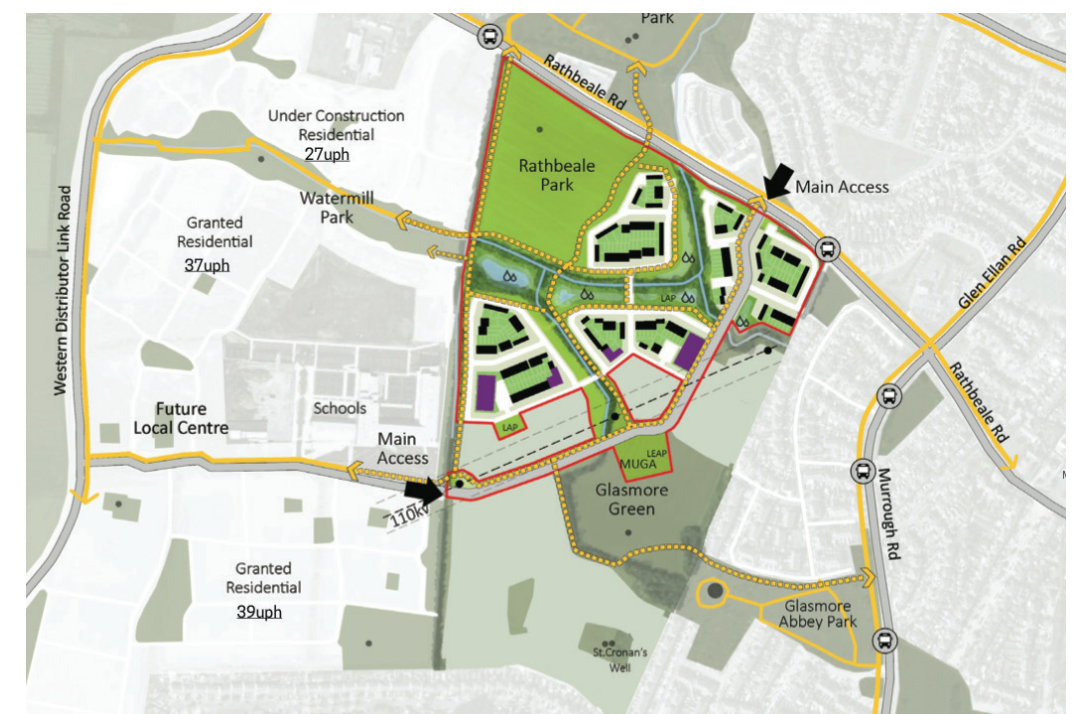 Park
Rathbeale Rd
Under Construction
Residential
27uph
Rathbeale
Park
Main Access
Watermill
Park
Granted
Residential
37uph
Western Distributor Link Road
Glen Ellan Rd
LAP
Rathbeale Rd
Future
Local Centre
Schools
LAP
Main
Access
LEAP
MUGA
Glasmore
Green
110kV
Murrough Rd
Granted
Residential
39uph
Glasmore
Abbey Park
St.Cronan's
Well